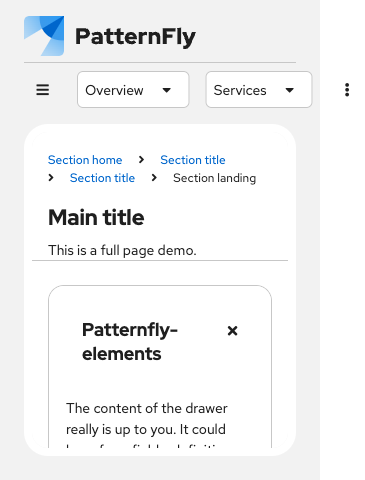 PatternFly
Overview
Services
Section home
Section title
Section title
Section landing
Main title
This is a full page demo.
Patternfly-
elements
The content of the drawer
really is up to you. It could